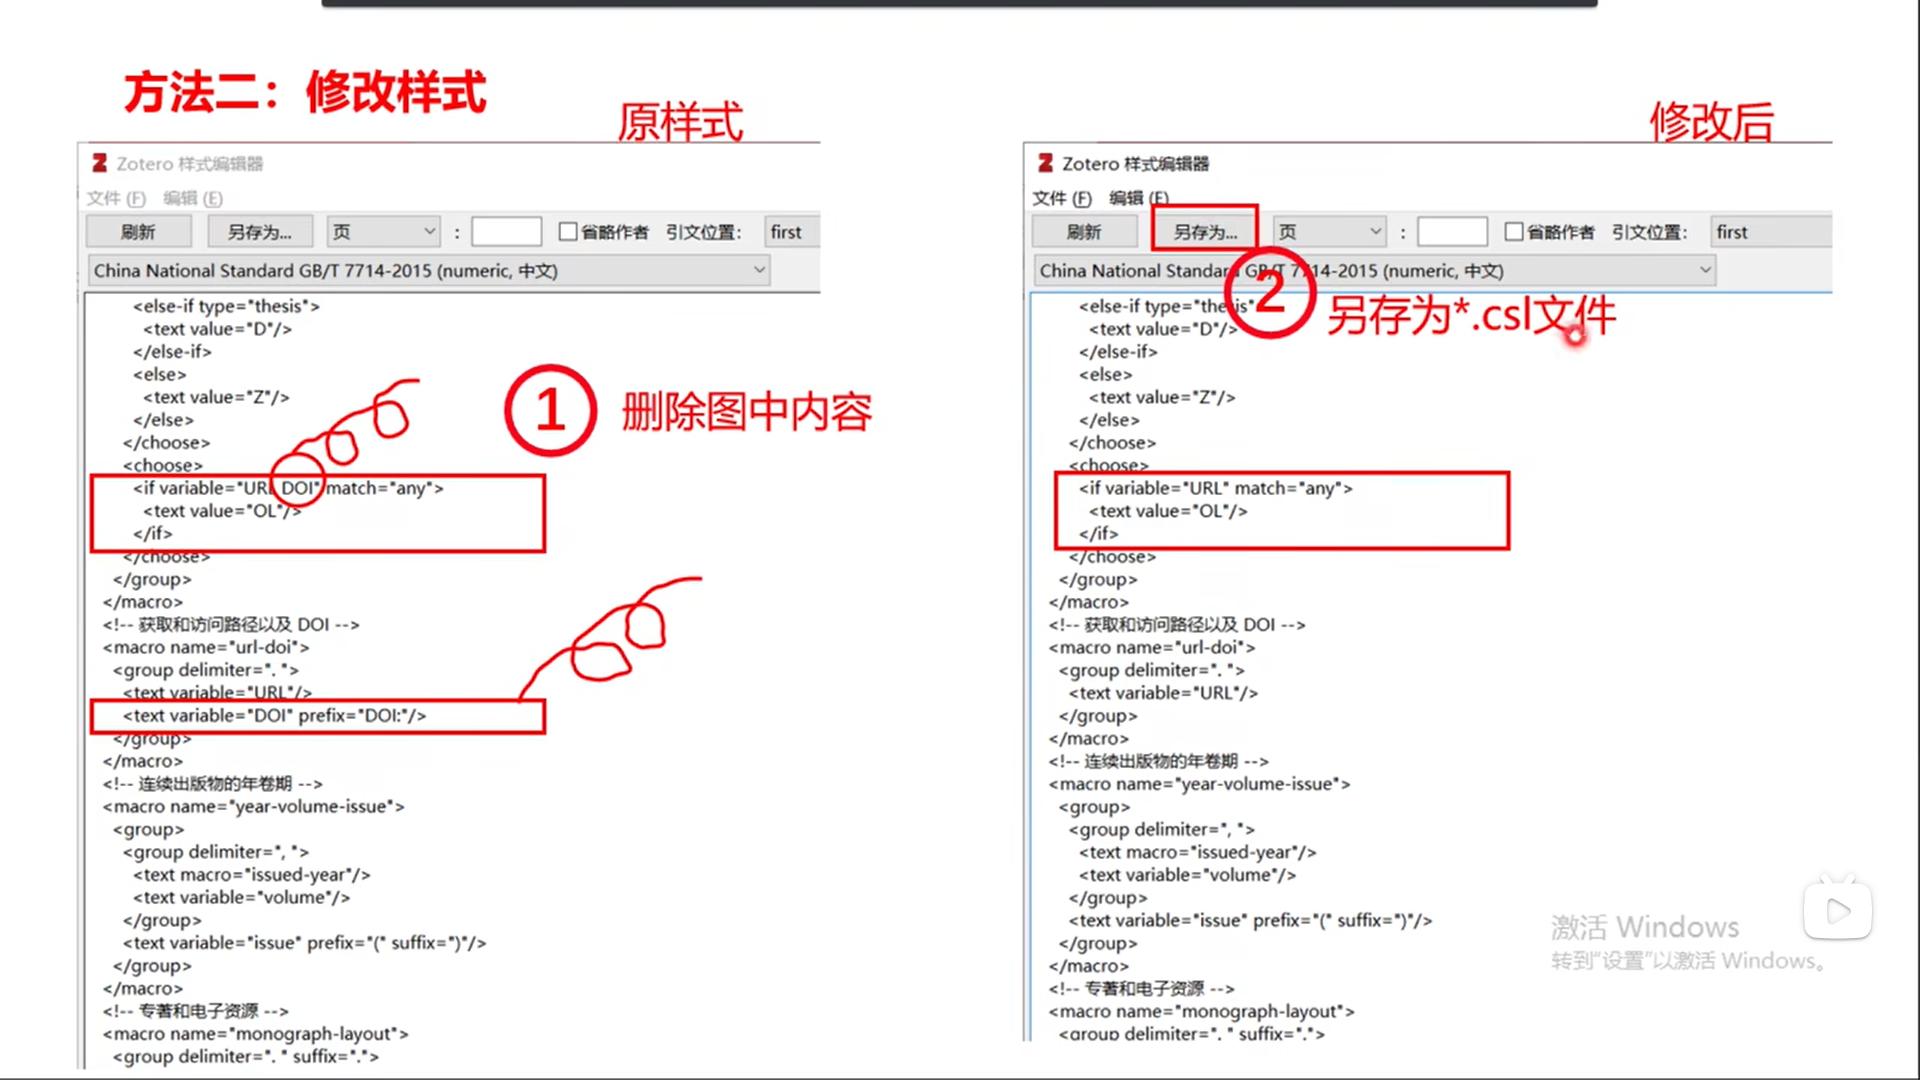 方法二：修改样式
原样式
Zotero 样式编辑器
文件 (F) 编辑 (E)
刷新 另存为... 页 : 省略作者 引文位置: first
China National Standard GB/T 7714-2015 (numeric, 中文)
<else-if type="thesis">
<text value="D"/>
</else-if>
<else>
<text value="Z"/>
</else>
</choose>
<choose>
<if variable="URL DOI" match="any">
<text value="OL"/>
</if>
</choose>
</group>
</macro>
<!-- 获取和访问路径以及 DOI -->
<macro name="url-doi">
<group delimiter=". ">
<text variable="URL"/>
<text variable="DOI" prefix="DOI:"/>
</group>
</macro>
<!-- 连续出版物的年卷期 -->
<macro name="year-volume-issue">
<group>
<group delimiter=", ">
<text macro="issued-year"/>
<text variable="volume"/>
</group>
<text variable="issue" prefix="(" suffix=")"/>
</group>
</macro>
<!-- 专著和电子资源 -->
<macro name="monograph-layout">
<group delimiter=". " suffix=".">
① 删除图中内容
修改后
Zotero 样式编辑器
文件 (F) 编辑 (E)
刷新 另存为... 页 : 省略作者 引文位置: first
China National Standard GB/T 7714-2015 (numeric, 中文)
② 另存为*.csl文件
<else-if type="thesis"
<text value="D"/>
</else-if>
<else>
<text value="Z"/>
</else>
</choose>
<choose>
<if variable="URL" match="any">
<text value="OL"/>
</if>
</choose>
</group>
</macro>
<!-- 获取和访问路径以及 DOI -->
<macro name="url-doi">
<group delimiter=". ">
<text variable="URL"/>
</group>
</macro>
<!-- 连续出版物的年卷期 -->
<macro name="year-volume-issue">
<group>
<group delimiter=", ">
<text macro="issued-year"/>
<text variable="volume"/>
</group>
<text variable="issue" prefix="(" suffix=")"/>
</group>
</macro>
<!-- 专著和电子资源 -->
<macro name="monograph-layout">
<group delimiter=". " suffix=".">
激活 Windows
转到"设置"以激活 Windows。